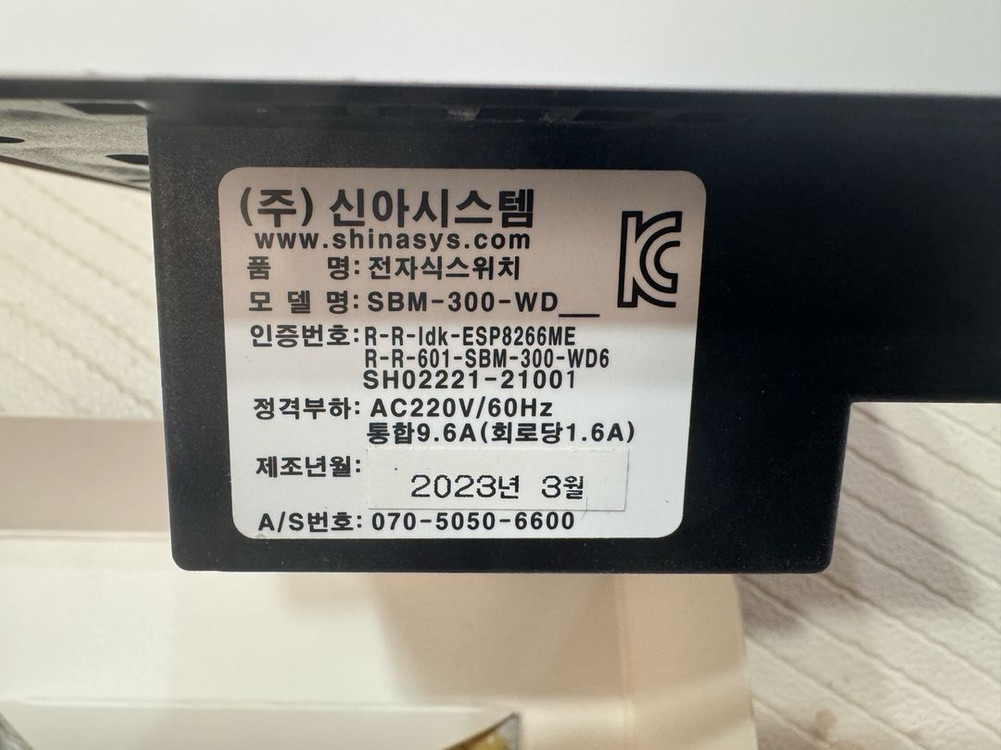 (주) 신아시스템
www.shinasys.com
품 명: 전자식스위치
모 델 명: SBM-300-WD__
인증번호: R-R-Idk-ESP8266ME
R-R-601-SBM-300-WD6
SH02221-21001
정격부하: AC220V/60Hz
통합9.6A(회로당1.6A)
제조년월: 2023년 3월
A/S번호: 070-5050-6600